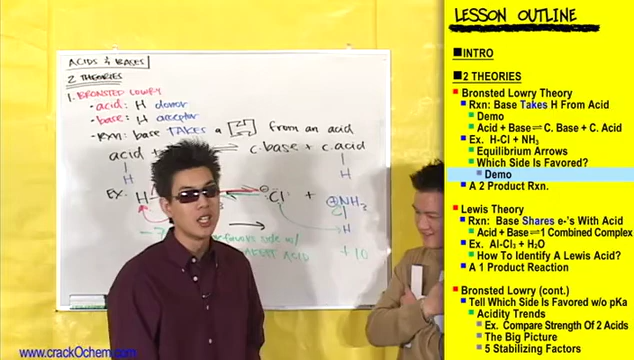 LESSON OUTLINE
INTRO
2 THEORIES
Bronsted Lowry Theory
Rxn: Base Takes H From Acid
Demo
Acid + Base ⇌ C. Base + C. Acid
Ex. H-Cl + NH3
Equilibrium Arrows
Which Side Is Favored?
Demo
A 2 Product Rxn.
Lewis Theory
Rxn: Base Shares e-'s With Acid
Acid + Base ⇌ 1 Combined Complex
Ex. Al-Cl3 + H2O
How To Identify A Lewis Acid?
A 1 Product Reaction
Bronsted Lowry (cont.)
Tell Which Side Is Favored w/o pKa
Acidity Trends
Ex. Compare Strength Of 2 Acids
The Big Picture
5 Stabilizing Factors
ACIDS & BASES
2 THEORIES
1. BRONSTED LOWRY
- acid: H donor
- base: H acceptor
- Rxn: base TAKES a H from an acid
acid + ⇌ c. base + c. acid
H H
Ex: H Cl + NH3
H
-7 favors side w/ +10
ACID
www.crackOchem.com